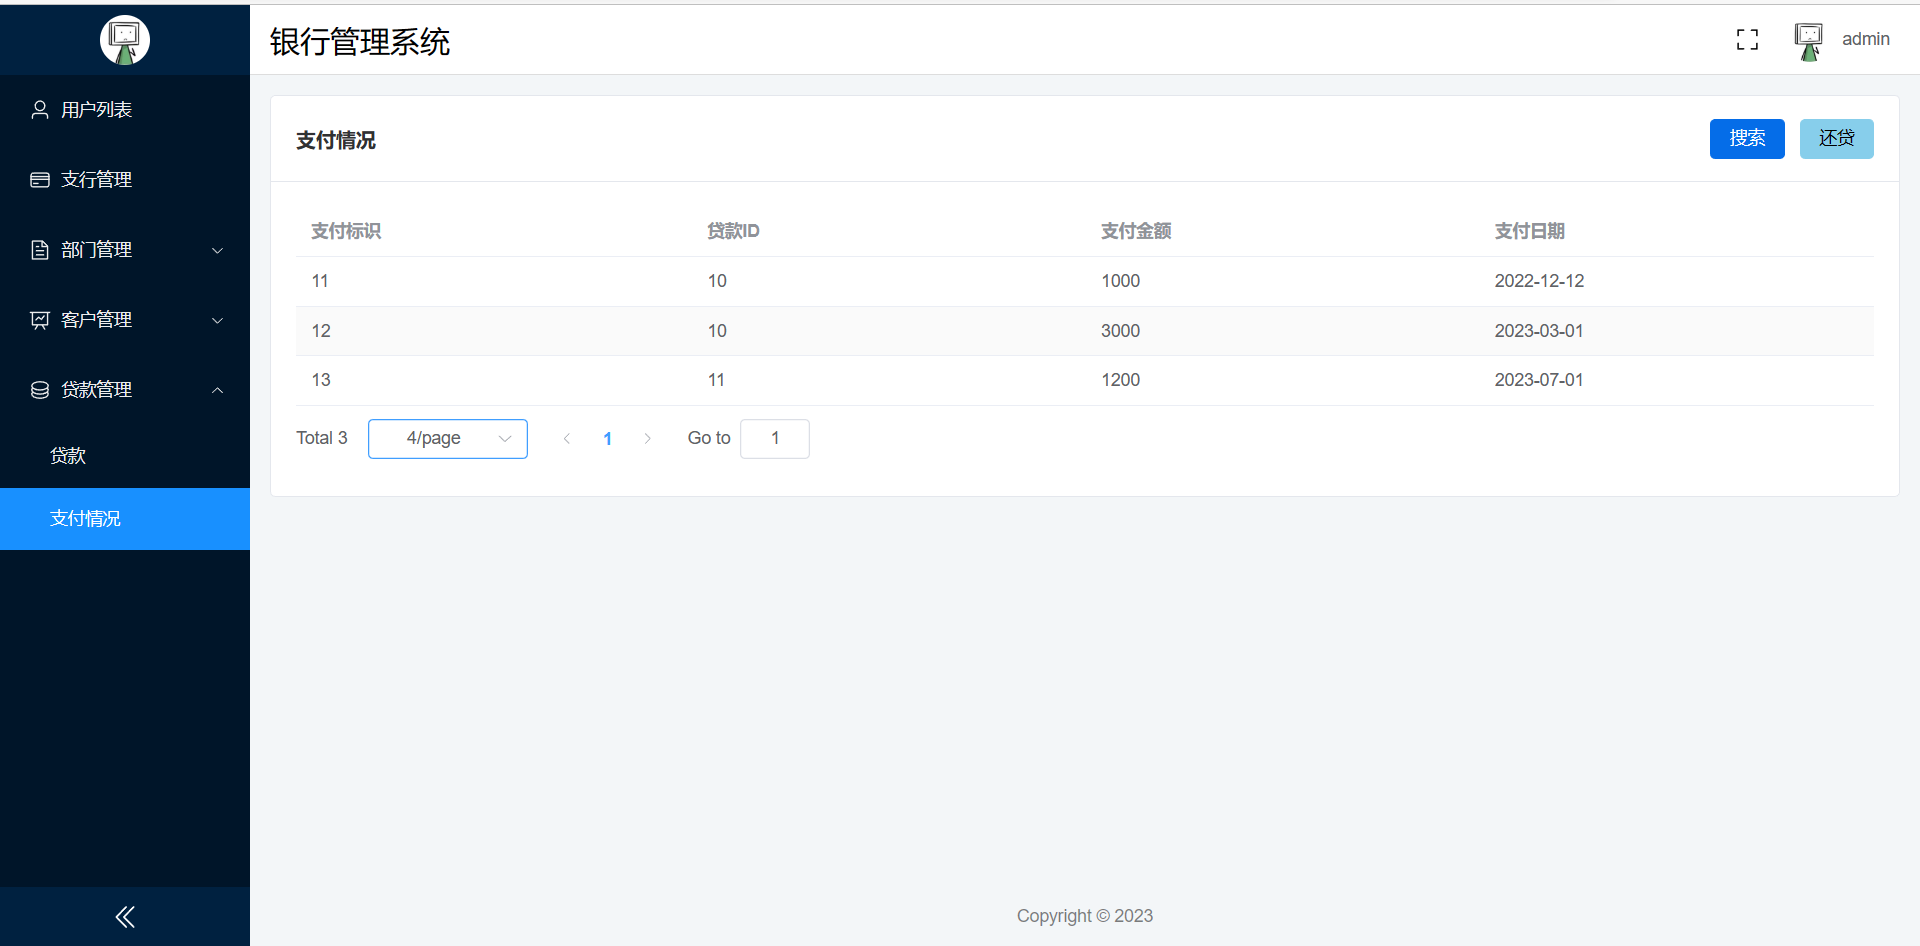 银行管理系统
admin
用户列表
支行管理
部门管理
客户管理
贷款管理
贷款
支付情况
支付情况
搜索 还贷
支付标识 贷款ID 支付金额 支付日期
11 10 1000 2022-12-12
12 10 3000 2023-03-01
13 11 1200 2023-07-01
Total 3 4/page 1 Go to 1
Copyright © 2023